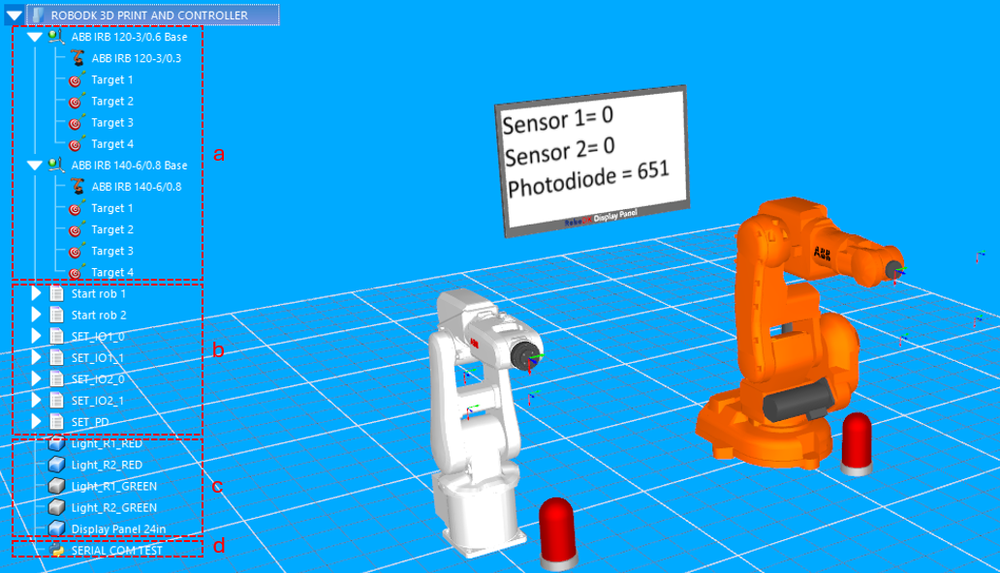 ROBODK 3D PRINT AND CONTROLLER
ABB IRB 120-3/0.6 Base
ABB IRB 120-3/0.3
Target 1
Target 2
Target 3
Target 4
a
ABB IRB 140-6/0.8 Base
ABB IRB 140-6/0.8
Target 1
Target 2
Target 3
Target 4
Start rob 1
Start rob 2
SET_IO1_0
b
SET_IO1_1
SET_IO2_0
SET_IO2_1
SET_PD
Light_R1_RED
Light_R2_RED
Light_R1_GREEN
c
Light_R2_GREEN
Display Panel 24in
SERIAL COM TEST
d
Sensor 1= 0
Sensor 2= 0
Photodiode = 651
RoboDK Display Panel
ABB
ABB